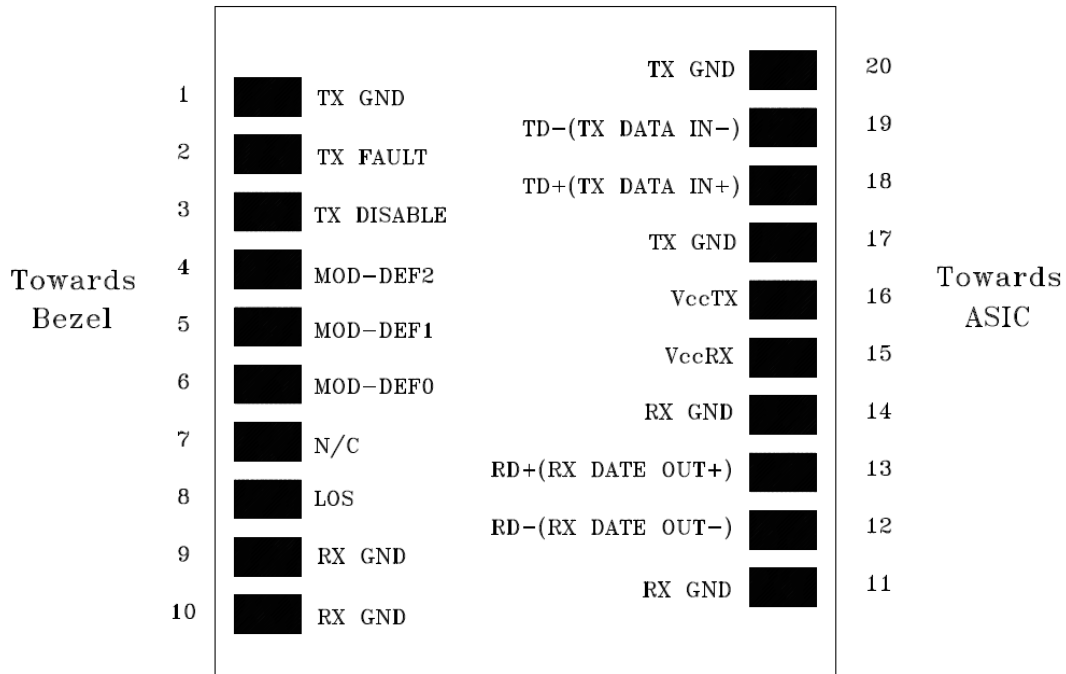 Towards
Bezel
1 TX GND
2 TX FAULT
3 TX DISABLE
4 MOD-DEF2
5 MOD-DEF1
6 MOD-DEF0
7 N/C
8 LOS
9 RX GND
10 RX GND
TX GND 20
TD-(TX DATA IN-) 19
TD+(TX DATA IN+) 18
TX GND 17
VccTX 16
VccRX 15
RX GND 14
RD+(RX DATE OUT+) 13
RD-(RX DATE OUT-) 12
RX GND 11
Towards
ASIC